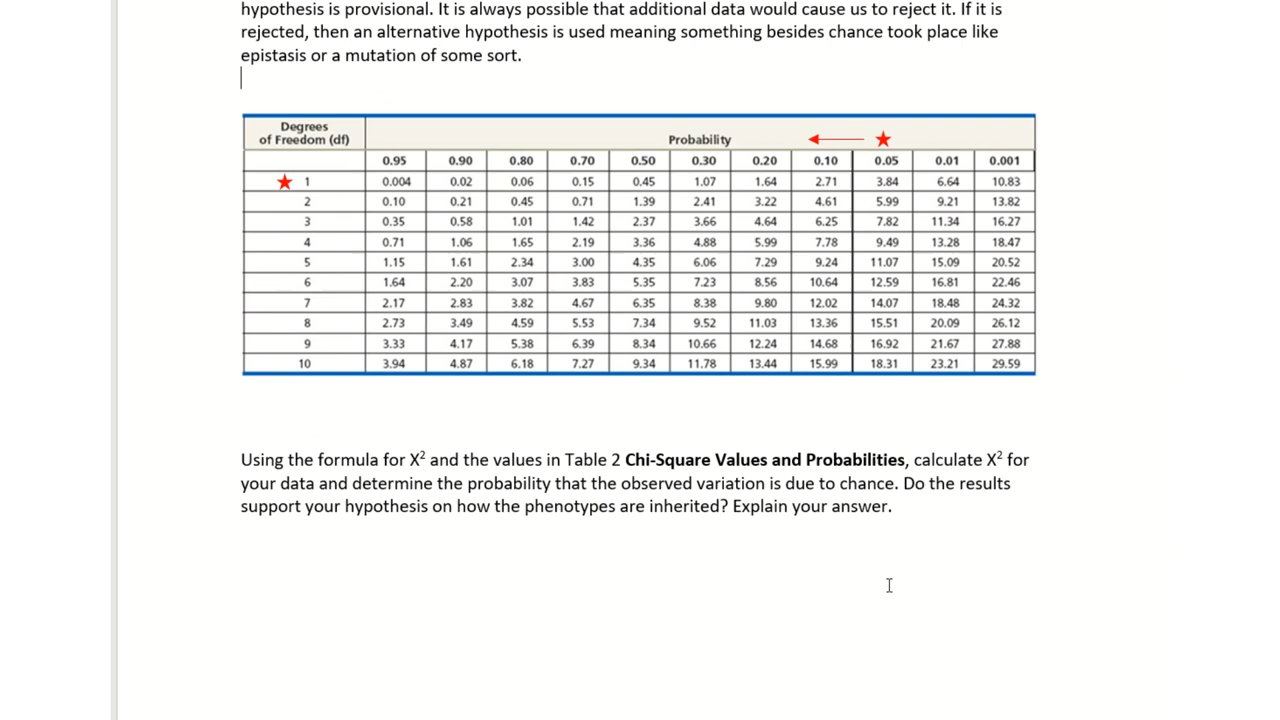 hypothesis is provisional. It is always possible that additional data would cause us to reject it. If it is
rejected, then an alternative hypothesis is used meaning something besides chance took place like
epistasis or a mutation of some sort.
Degrees
of Freedom (df)
Probability
0.95 0.90 0.80 0.70 0.50 0.30 0.20 0.10 0.05 0.01 0.001
1 0.004 0.02 0.06 0.15 0.45 1.07 1.64 2.71 3.84 6.64 10.83
2 0.10 0.21 0.45 0.71 1.39 2.41 3.22 4.61 5.99 9.21 13.82
3 0.35 0.58 1.01 1.42 2.37 3.66 4.64 6.25 7.82 11.34 16.27
4 0.71 1.06 1.65 2.19 3.36 4.88 5.99 7.78 9.49 13.28 18.47
5 1.15 1.61 2.34 3.00 4.35 6.06 7.29 9.24 11.07 15.09 20.52
6 1.64 2.20 3.07 3.83 5.35 7.23 8.56 10.64 12.59 16.81 22.46
7 2.17 2.83 3.82 4.67 6.35 8.38 9.80 12.02 14.07 18.48 24.32
8 2.73 3.49 4.59 5.53 7.34 9.52 11.03 13.36 15.51 20.09 26.12
9 3.33 4.17 5.38 6.39 8.34 10.66 12.24 14.68 16.92 21.67 27.88
10 3.94 4.87 6.18 7.27 9.34 11.78 13.44 15.99 18.31 23.21 29.59
Using the formula for X² and the values in Table 2 Chi-Square Values and Probabilities, calculate X² for
your data and determine the probability that the observed variation is due to chance. Do the results
support your hypothesis on how the phenotypes are inherited? Explain your answer.